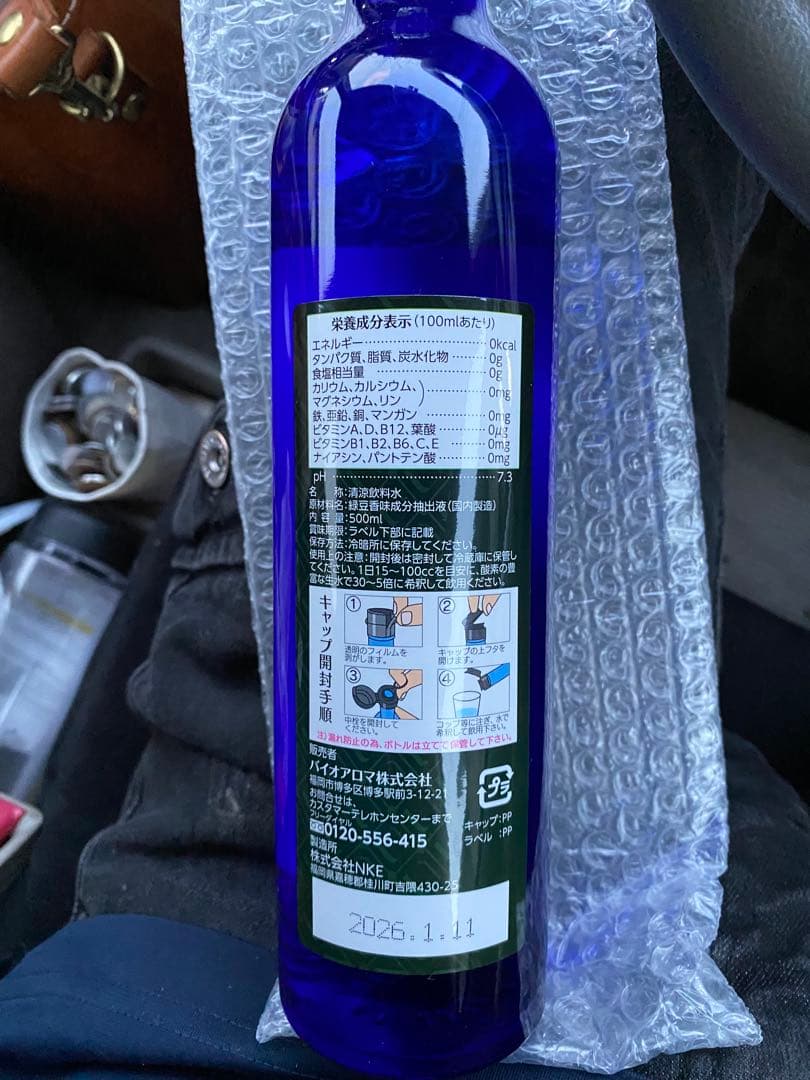 栄養成分表示(100mlあたり)
エネルギー………………0kcal
タンパク質、脂質、炭水化物………0g
食塩相当量………………0g
カリウム、カルシウム、
マグネシウム、リン )………0mg
鉄、亜鉛、銅、マンガン………0mg
ビタミンA、D、B12、葉酸………0μg
ビタミンB1、B2、B6、C、E………0mg
ナイアシン、パントテン酸………0mg
pH………………7.3
名 称:清涼飲料水
原材料名:緑豆香味成分抽出液(国内製造)
内 容 量:500ml
賞味期限:ラベル下部に記載
保存方法:冷暗所に保存してください。
使用上の注意:開封後は密封して冷蔵庫に保管し
てください。1日15〜100ccを目安に、酸素の豊
富な生水で30〜5倍に希釈して飲用ください。
キャップ開封手順
① 透明のフィルムを
剥がします。
② キャップの上フタを
開けます。
③ 中栓を開封して
ください。
④ コップ等に注ぎ、水で
希釈して飲用下さい。
注)漏れ防止の為、ボトルは立てて保管して下さい。
販売者
バイオアロマ株式会社
福岡市博多区博多駅前3-12-21
お問合せは、
カスタマーテレホンセンターまで
フリーダイヤル
0120-556-415
プラ
キャップ:PP
ラベル :PP
製造所
株式会社NKE
福岡県嘉穂郡桂川町吉隈430-25
2026.1.11